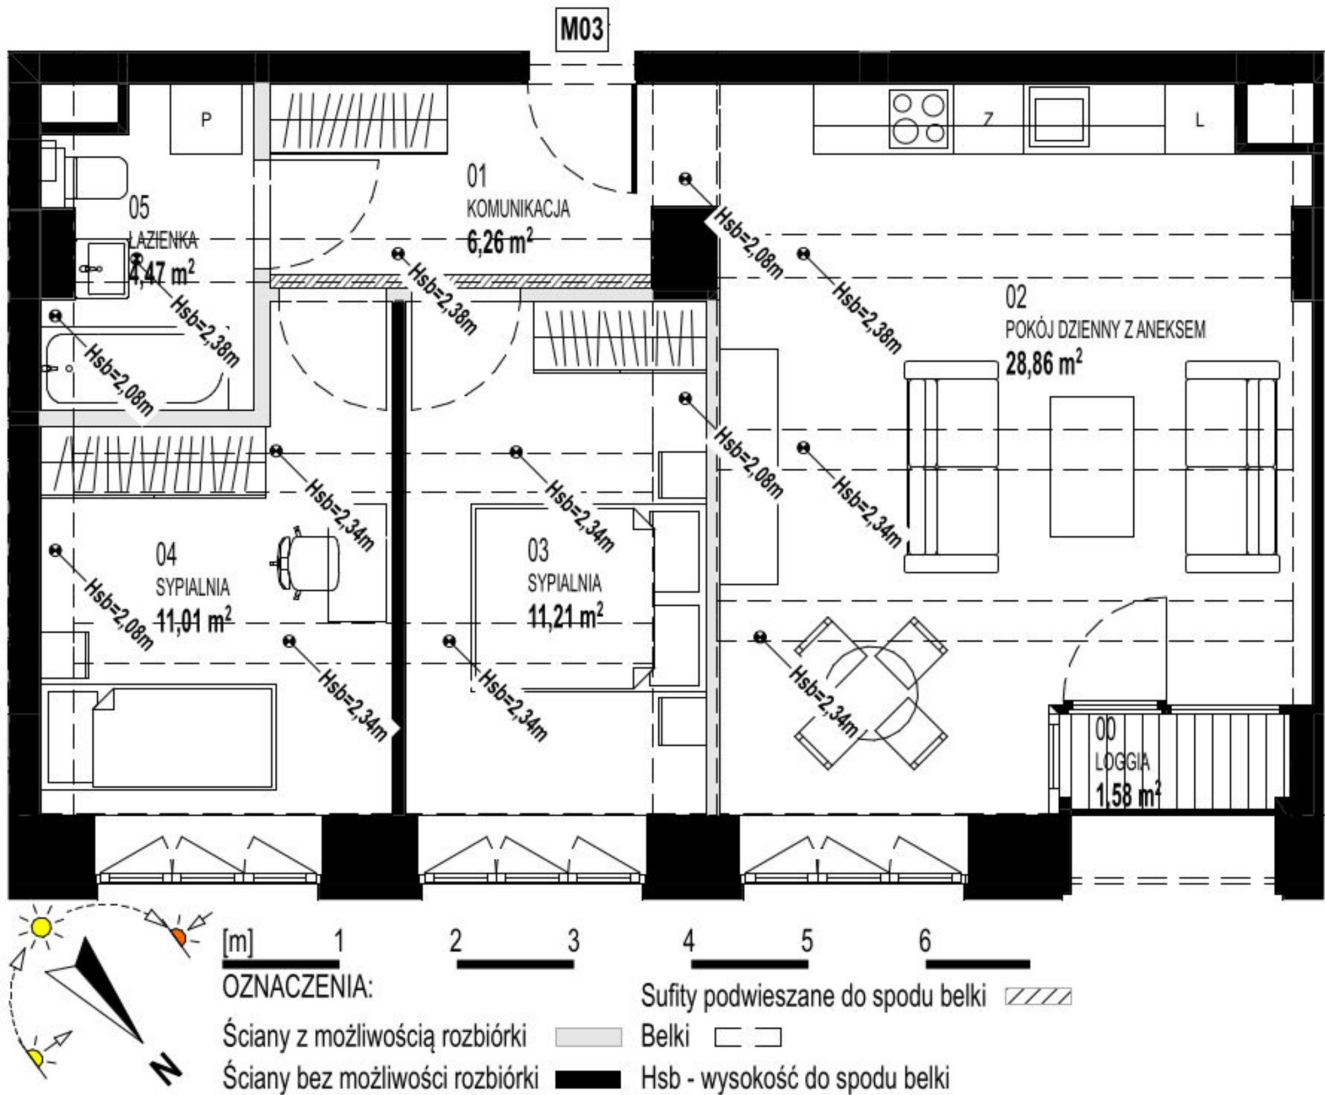 M03
P
Z
L
01
KOMUNIKACJA
6,26 m²
05
ŁAZIENKA
4,47 m²
Hsb=2,08m
Hsb=2,38m
Hsb=2,38m
Hsb=2,38m
Hsb=2,08m
02
POKÓJ DZIENNY Z ANEKSEM
28,86 m²
Hsb=2,08m
Hsb=2,34m
Hsb=2,34m
Hsb=2,34m
04
SYPIALNIA
11,01 m²
03
SYPIALNIA
11,21 m²
Hsb=2,08m
Hsb=2,34m
Hsb=2,34m
Hsb=2,34m
00
LOGGIA
1,58 m²
[m] 1 2 3 4 5 6
OZNACZENIA:
Sufity podwieszane do spodu belki
Ściany z możliwością rozbiórki
Belki
Ściany bez możliwości rozbiórki
Hsb - wysokość do spodu belki
N